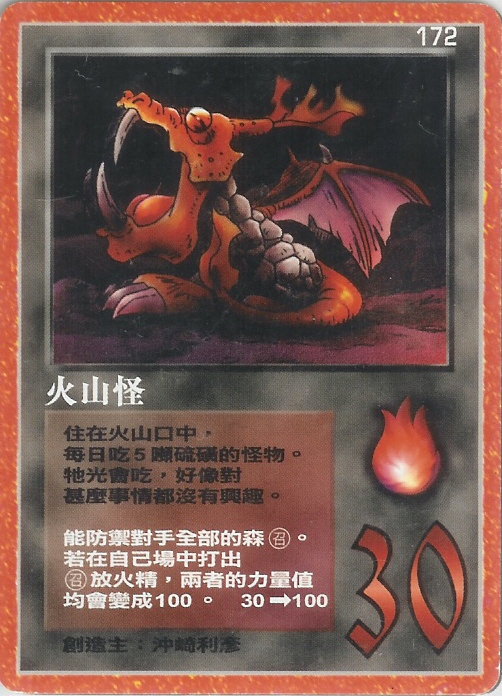 172
火山怪
住在火山口中，
每日吃5噸硫磺的怪物。
牠光會吃，好像對
甚麼事情都沒有興趣。
能防禦對手全部的森㊁。
若在自己場中打出
召放火精，兩者的力量值
均會變成100。 30➡100
30
創造主：沖崎利彥